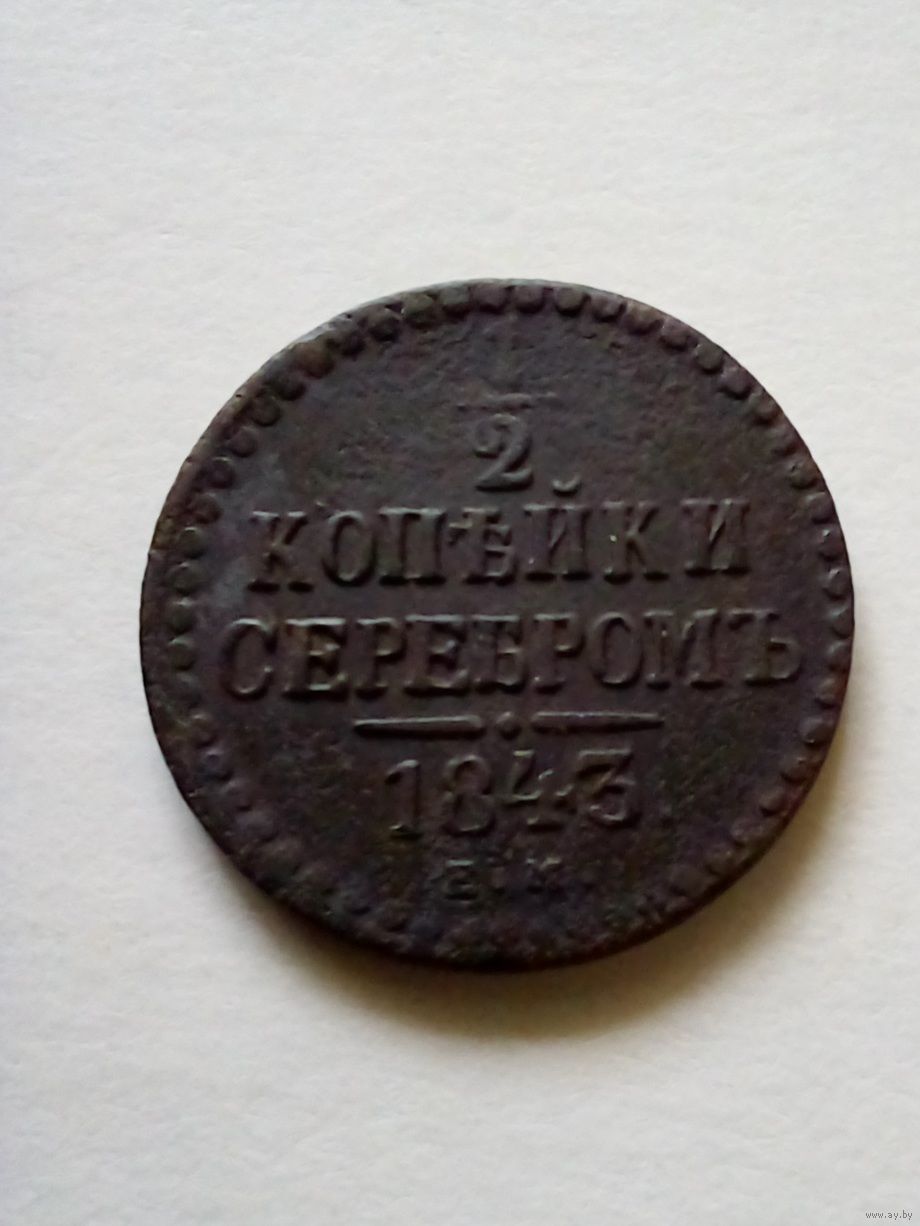 1/2
КОПѢЙКИ
СЕРЕБРОМЪ
1843
Е.М.
www.ay.by